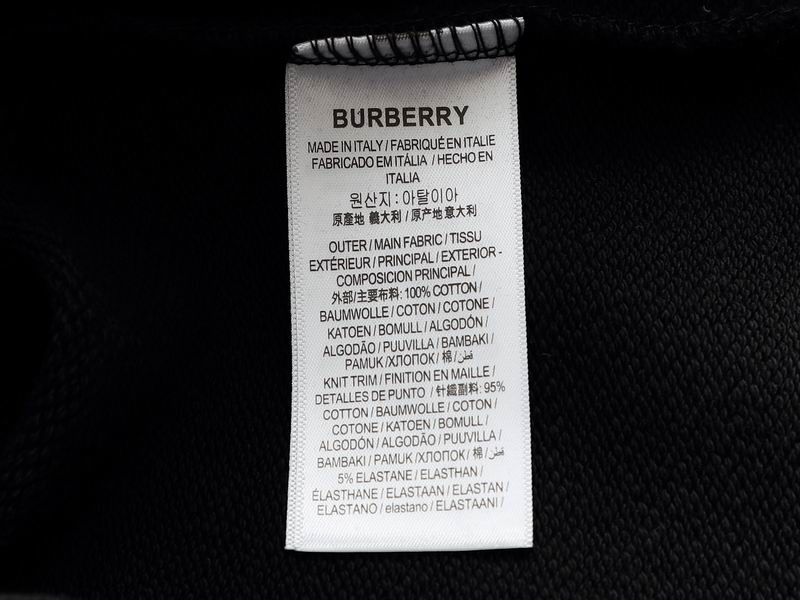 BURBERRY
MADE IN ITALY / FABRIQUÉ EN ITALIE
FABRICADO EM ITÁLIA / HECHO EN
ITALIA
원산지 : 아탈이아
原產地 義大利 / 原产地 意大利
OUTER / MAIN FABRIC / TISSU
EXTÉRIEUR / PRINCIPAL / EXTERIOR -
COMPOSICION PRINCIPAL /
外部/主要布料: 100% COTTON /
BAUMWOLLE / COTON / COTONE /
KATOEN / BOMULL / ALGODÓN /
ALGODÃO / PUUVILLA / BAMBAKI /
PAMUK /ХЛОПОК/ 棉 /قطن
KNIT TRIM / FINITION EN MAILLE /
DETALLES DE PUNTO / 针織副料: 95%
COTTON / BAUMWOLLE / COTON /
COTONE / KATOEN / BOMULL /
ALGODÓN / ALGODÃO / PUUVILLA /
BAMBAKI / PAMUK /ХЛОПОК/ 棉 /قطن
5% ELASTANE / ELASTHAN /
ÉLASTHANE / ELASTAAN / ELASTAN /
ELASTANO / elastano / ELASTAANI /